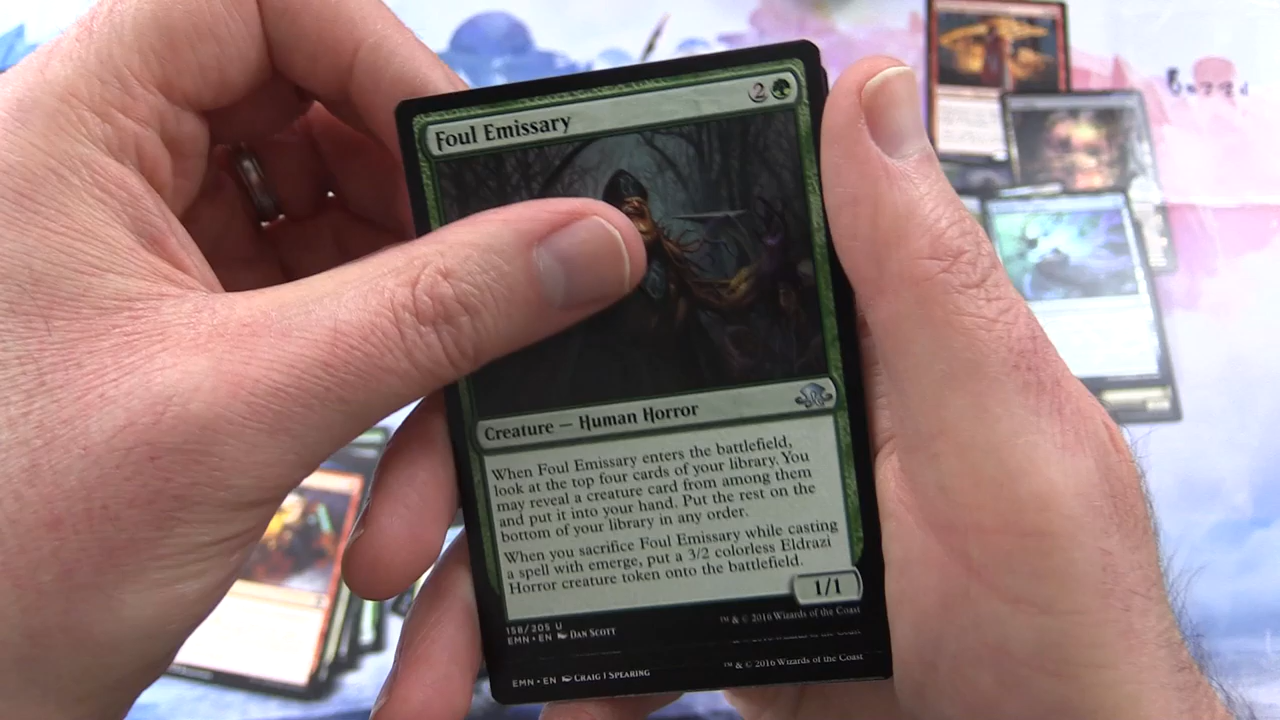 Foul Emissary
2
Creature — Human Horror
When Foul Emissary enters the battlefield,
look at the top four cards of your library. You
may reveal a creature card from among them
and put it into your hand. Put the rest on the
bottom of your library in any order.
When you sacrifice Foul Emissary while casting
a spell with emerge, put a 3/2 colorless Eldrazi
Horror creature token onto the battlefield.
1/1
158/205 U
EMN • EN DAN SCOTT
™ & © 2016 Wizards of the Coast
EMN • EN CRAIG J SPEARING
™ & © 2016 Wizards of the Coast